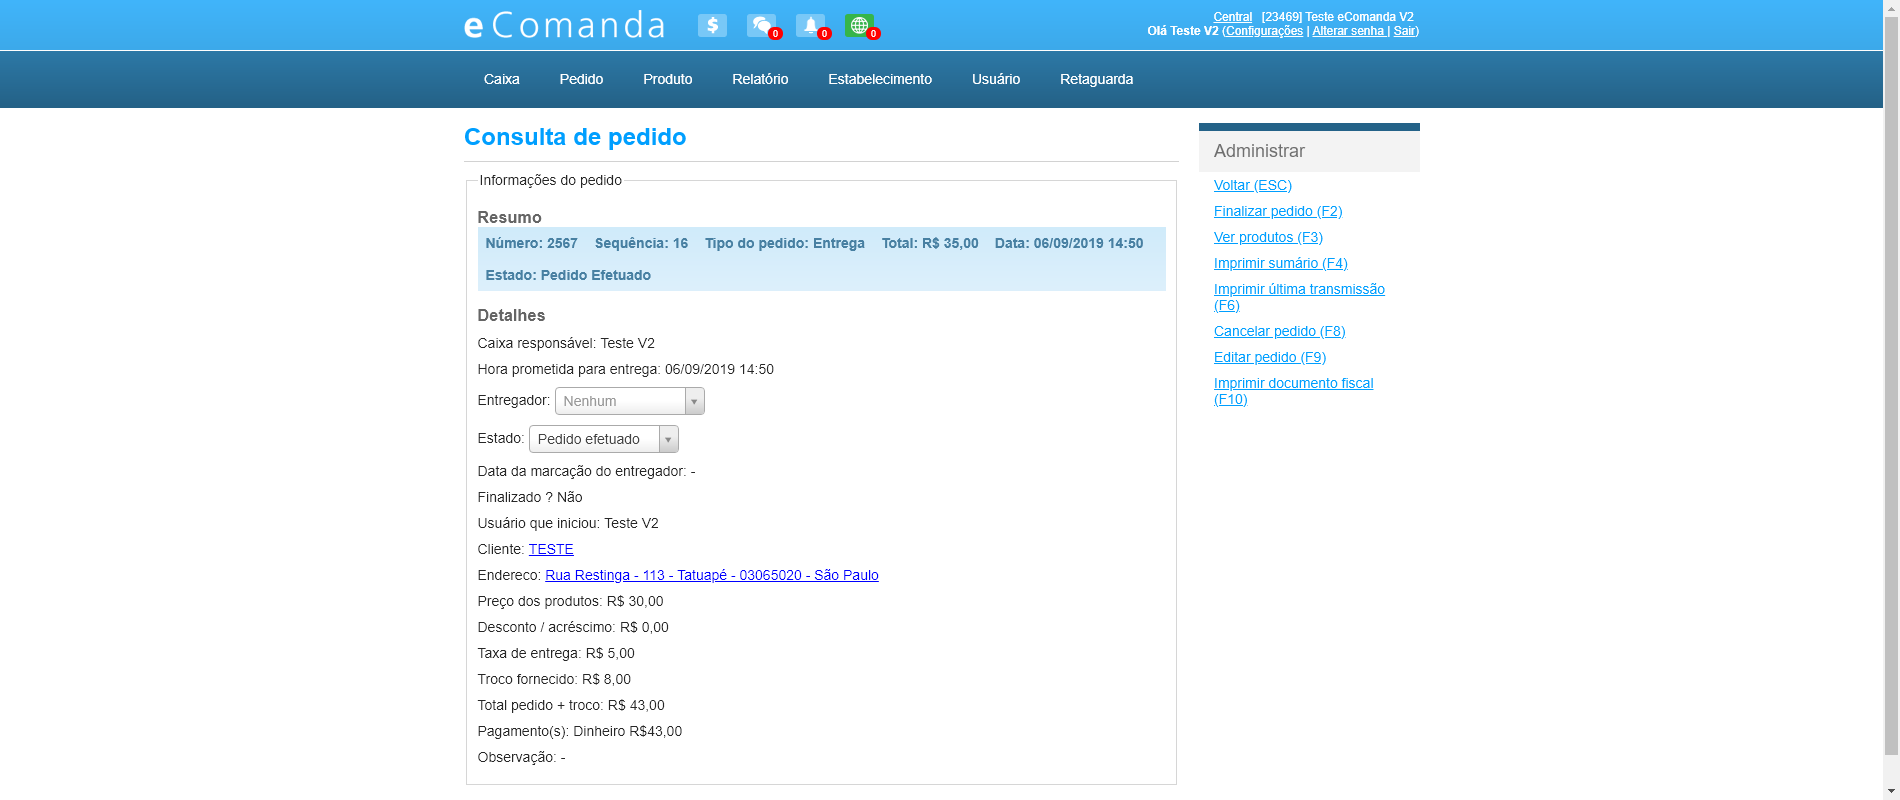 eComanda
$
0
0
0
Central [23469] Teste eComanda V2
Olá Teste V2 (Configurações | Alterar senha | Sair)
Caixa Pedido Produto Relatório Estabelecimento Usuário Retaguarda
Consulta de pedido
Informações do pedido
Resumo
Número: 2567 Sequência: 16 Tipo do pedido: Entrega Total: R$ 35,00 Data: 06/09/2019 14:50
Estado: Pedido Efetuado
Detalhes
Caixa responsável: Teste V2
Hora prometida para entrega: 06/09/2019 14:50
Entregador: Nenhum
Estado: Pedido efetuado
Data da marcação do entregador: -
Finalizado ? Não
Usuário que iniciou: Teste V2
Cliente: TESTE
Endereco: Rua Restinga - 113 - Tatuapé - 03065020 - São Paulo
Preço dos produtos: R$ 30,00
Desconto / acréscimo: R$ 0,00
Taxa de entrega: R$ 5,00
Troco fornecido: R$ 8,00
Total pedido + troco: R$ 43,00
Pagamento(s): Dinheiro R$43,00
Observação: -
Administrar
Voltar (ESC)
Finalizar pedido (F2)
Ver produtos (F3)
Imprimir sumário (F4)
Imprimir última transmissão
(F6)
Cancelar pedido (F8)
Editar pedido (F9)
Imprimir documento fiscal
(F10)